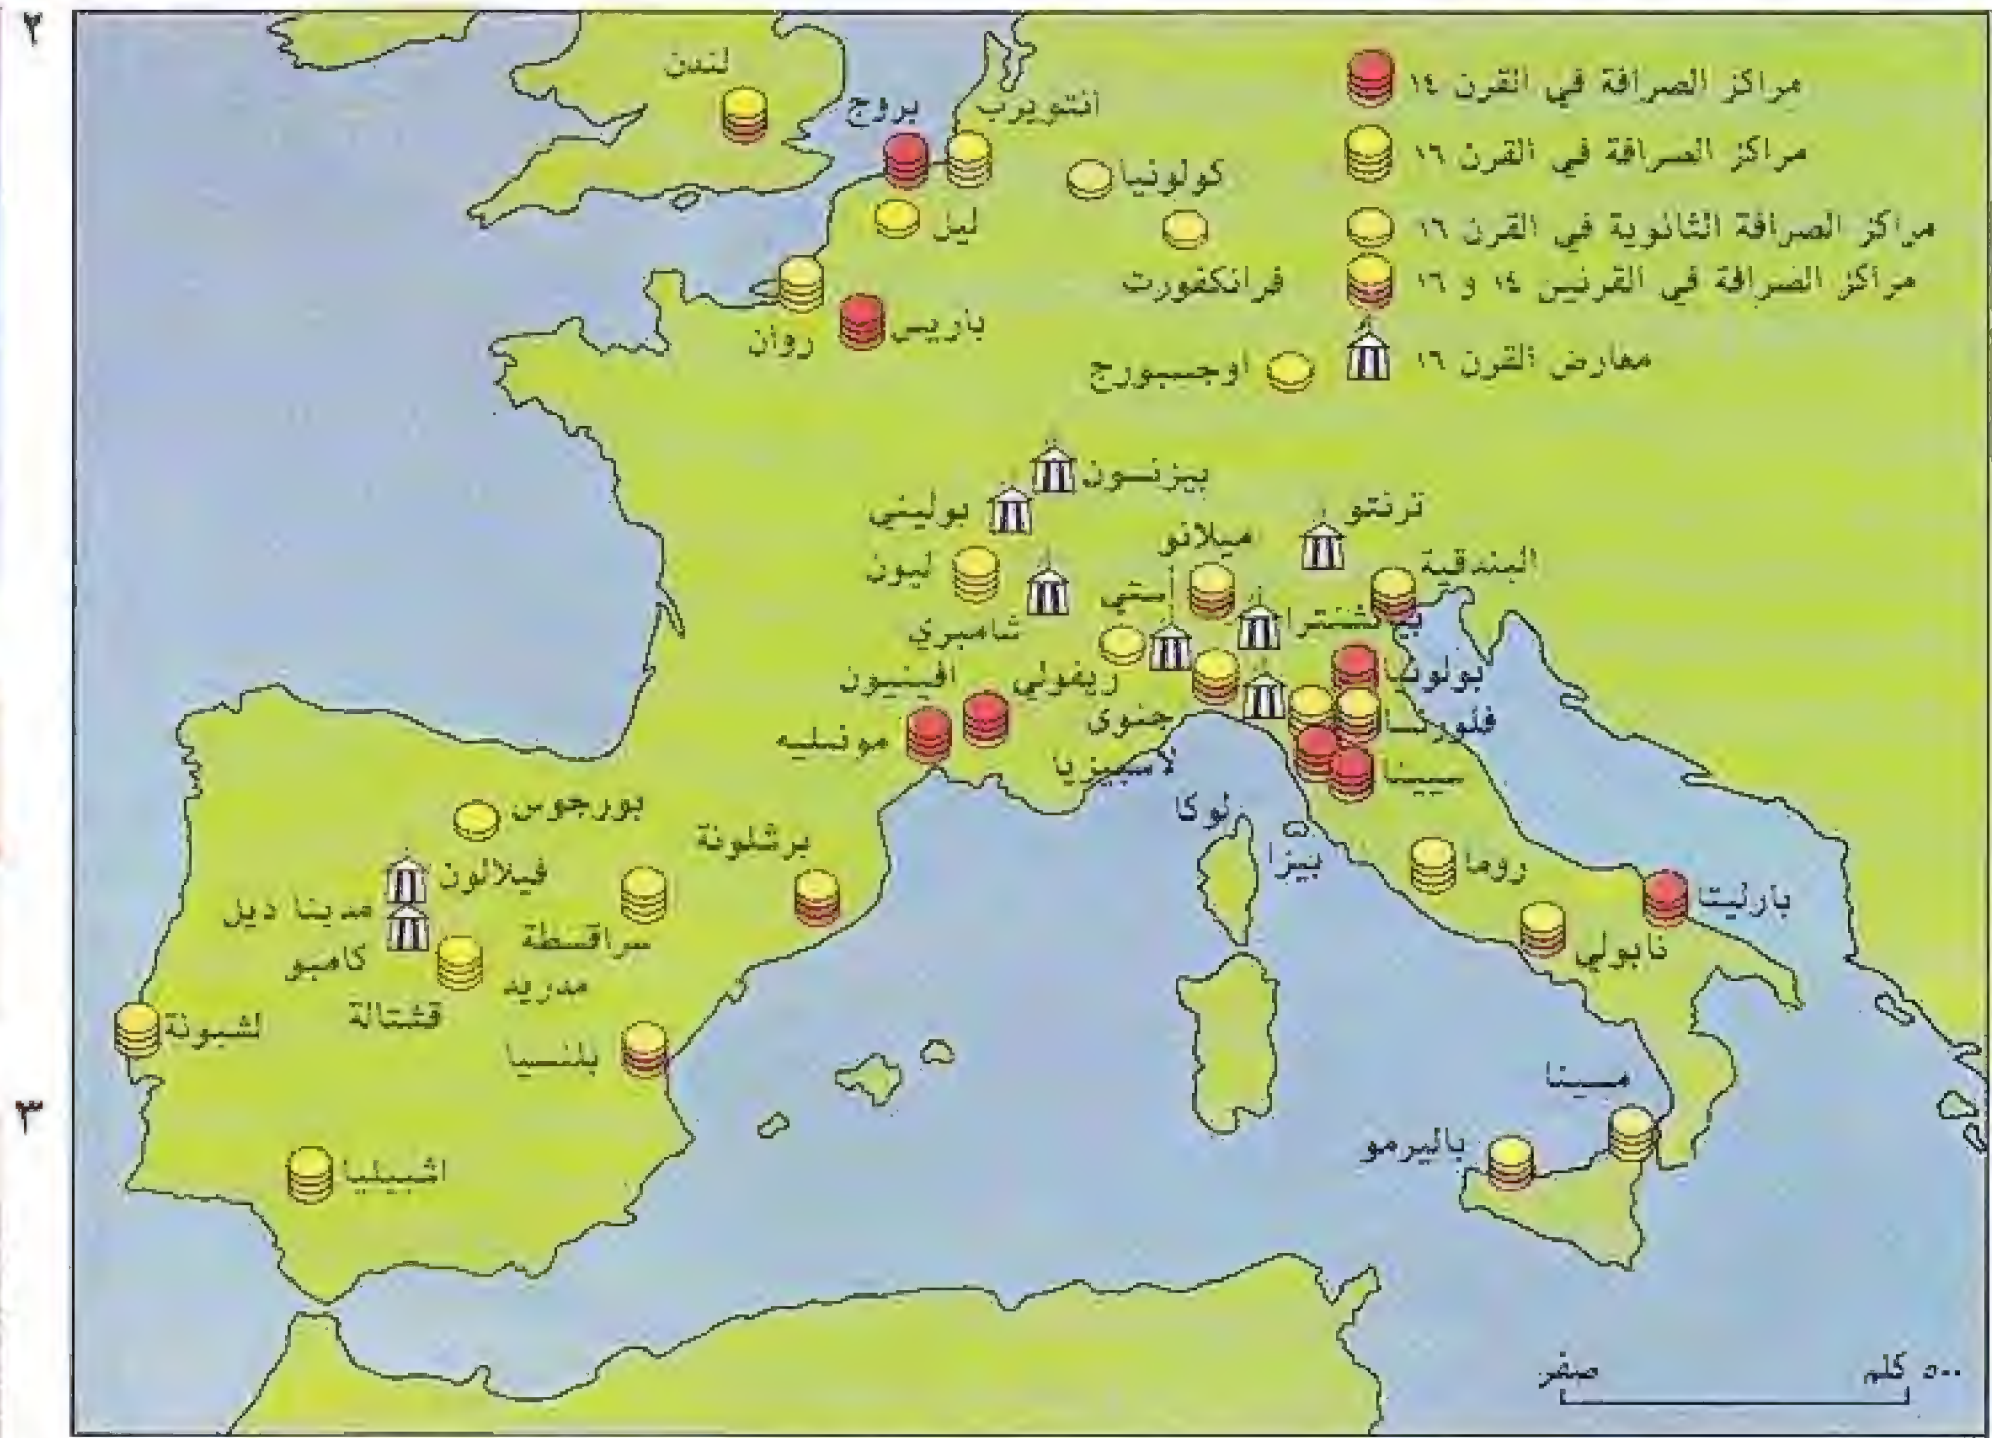 ٢
مراكز الصرافة في القرن ١٤
مراكز الصرافة في القرن ١٦
مراكز الصرافة الثانوية في القرن ١٦
مراكز الصرافة في القرنين ١٤ و ١٦
معارض القرن ١٦
لندن
بروج
انتويرب
كولونيا
ليل
فرانكفورت
روان
باريس
اوجسبورج
بيزنسون
بوليني
ترنتو
ميلانو
البندقية
ليون
استي
شامبري
بياتشنترا
افينيون
ريفولي
بولونيا
جنوى
فلورنسا
مونبلييه
لاسبيزيا
سيينا
لوكا
بيزا
بورجوس
برشلونة
فيلالون
مدينا ديل
كامبو
سراقسطة
مدريد
قشتالة
روما
بارليتا
نابولي
لشبونة
بلنسيا
٣
مسينا
باليرمو
اشبيليا
صفر
٥٠٠ كلم